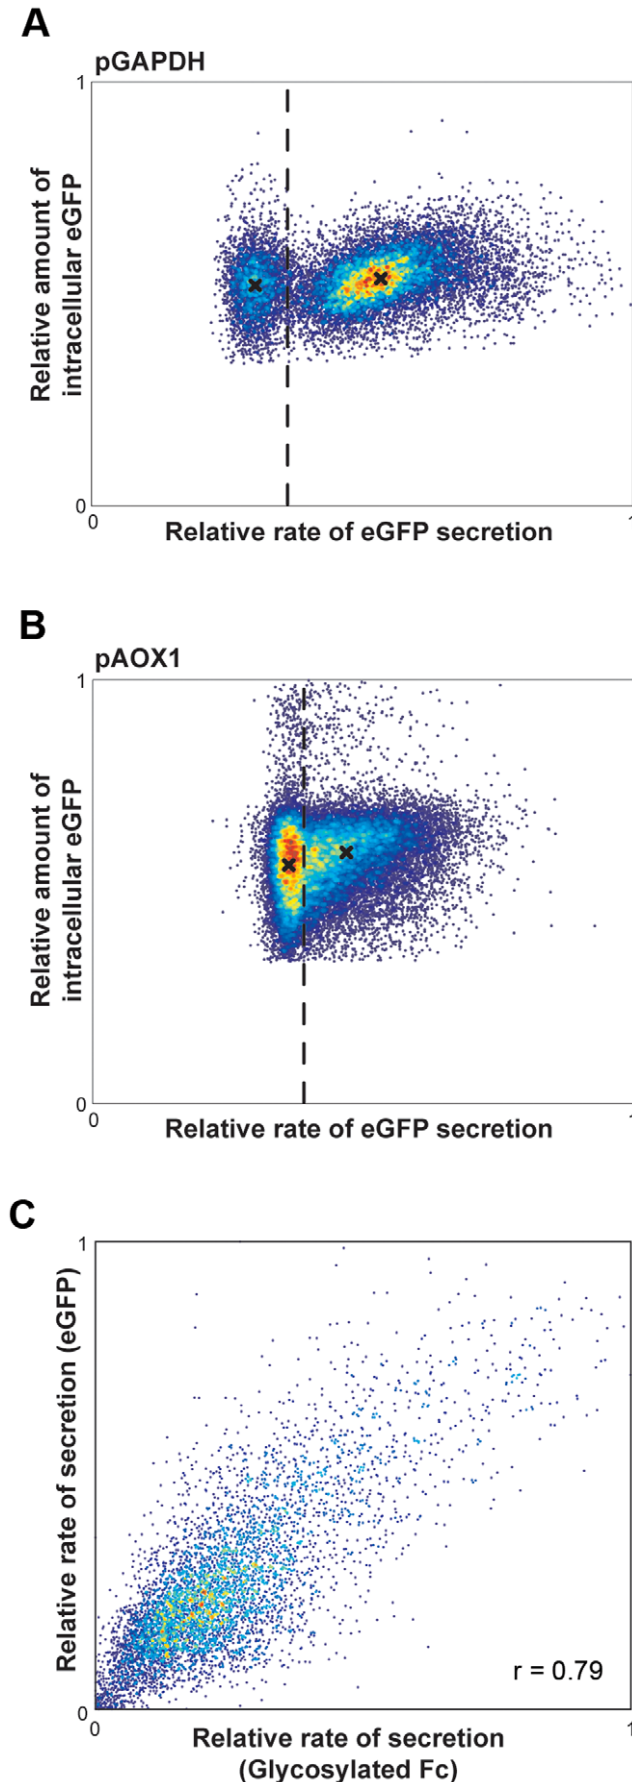 A
pGAPDH
1
Relative amount of
intracellular eGFP
0
0
1
Relative rate of eGFP secretion
B
pAOX1
1
Relative amount of
intracellular eGFP
0
0
1
Relative rate of eGFP secretion
C
1
Relative rate of secretion (eGFP)
r = 0.79
0
0
1
Relative rate of secretion
(Glycosylated Fc)